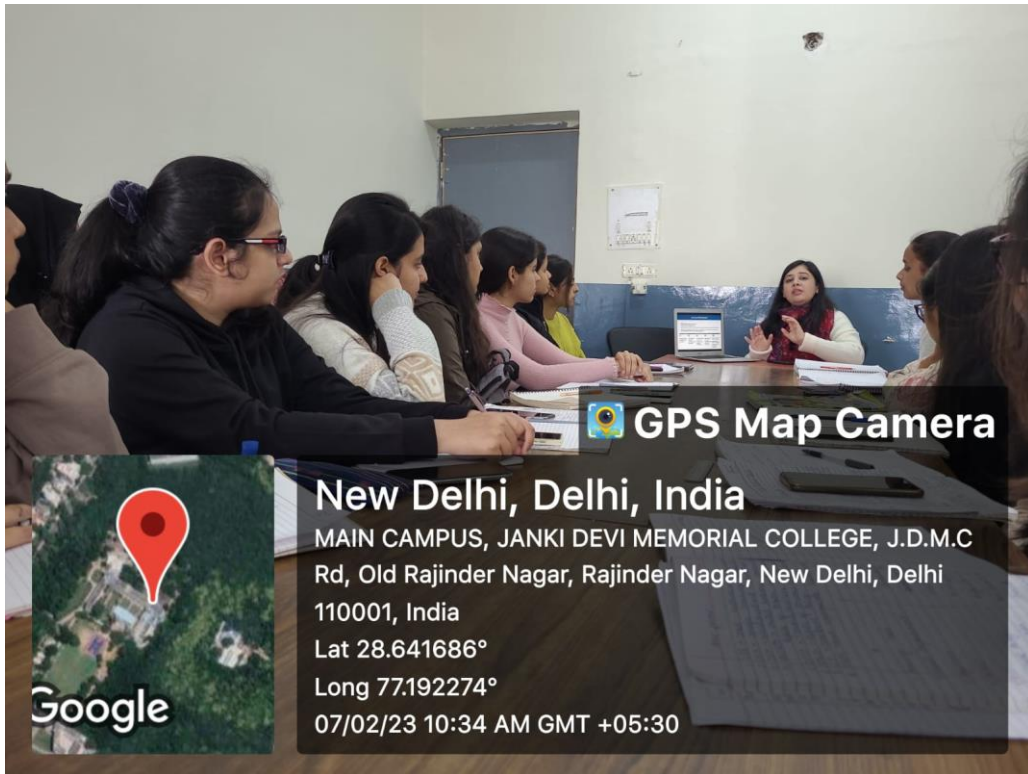 GPS Map Camera
New Delhi, Delhi, India
MAIN CAMPUS, JANKI DEVI MEMORIAL COLLEGE, J.D.M.C
Rd, Old Rajinder Nagar, Rajinder Nagar, New Delhi, Delhi
110001, India
Lat 28.641686°
Long 77.192274°
07/02/23 10:34 AM GMT +05:30
Google